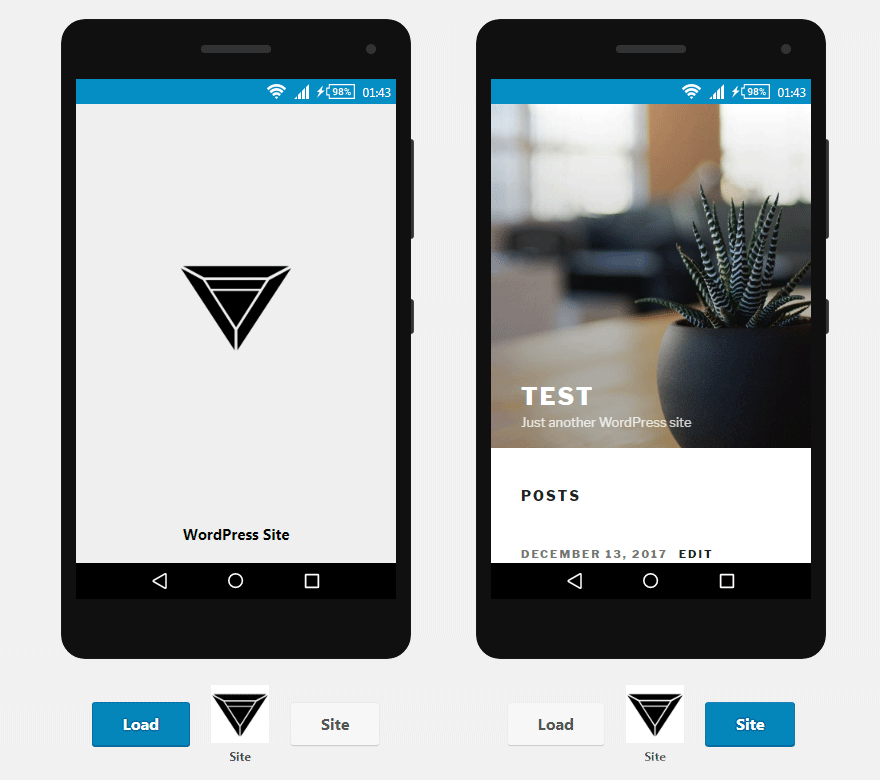 98% 01:43
WordPress Site
Load
Site
Site
98% 01:43
TEST
Just another WordPress site
POSTS
DECEMBER 13, 2017 EDIT
Load
Site
Site